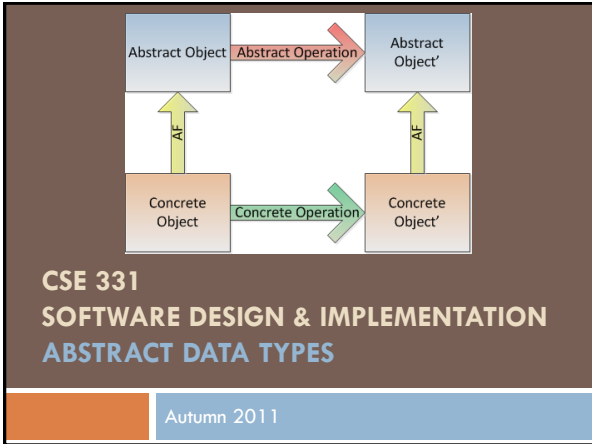 Abstract Object
Abstract Operation
Abstract
Object'
AF
AF
Concrete
Object
Concrete Operation
Concrete
Object'
CSE 331
SOFTWARE DESIGN & IMPLEMENTATION
ABSTRACT DATA TYPES
Autumn 2011